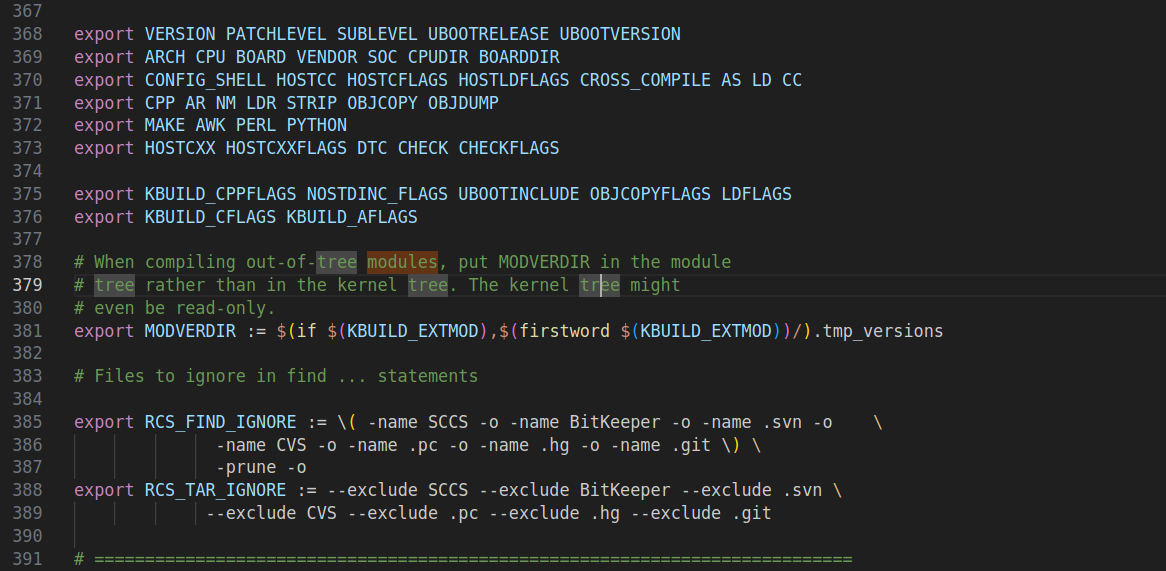 367
368 export VERSION PATCHLEVEL SUBLEVEL UBOOTRELEASE UBOOTVERSION
369 export ARCH CPU BOARD VENDOR SOC CPUDIR BOARDDIR
370 export CONFIG_SHELL HOSTCC HOSTCFLAGS HOSTLDFLAGS CROSS_COMPILE AS LD CC
371 export CPP AR NM LDR STRIP OBJCOPY OBJDUMP
372 export MAKE AWK PERL PYTHON
373 export HOSTCXX HOSTCXXFLAGS DTC CHECK CHECKFLAGS
374
375 export KBUILD_CPPFLAGS NOSTDINC_FLAGS UBOOTINCLUDE OBJCOPYFLAGS LDFLAGS
376 export KBUILD_CFLAGS KBUILD_AFLAGS
377
378 # When compiling out-of-tree modules, put MODVERDIR in the module
379 # tree rather than in the kernel tree. The kernel tree might
380 # even be read-only.
381 export MODVERDIR := $(if $(KBUILD_EXTMOD),$(firstword $(KBUILD_EXTMOD))/).tmp_versions
382
383 # Files to ignore in find ... statements
384
385 export RCS_FIND_IGNORE := \( -name SCCS -o -name BitKeeper -o -name .svn -o    \
386               -name CVS -o -name .pc -o -name .hg -o -name .git \) \
387               -prune -o
388 export RCS_TAR_IGNORE := --exclude SCCS --exclude BitKeeper --exclude .svn \
389              --exclude CVS --exclude .pc --exclude .hg --exclude .git
390
391 # ===========================================================================